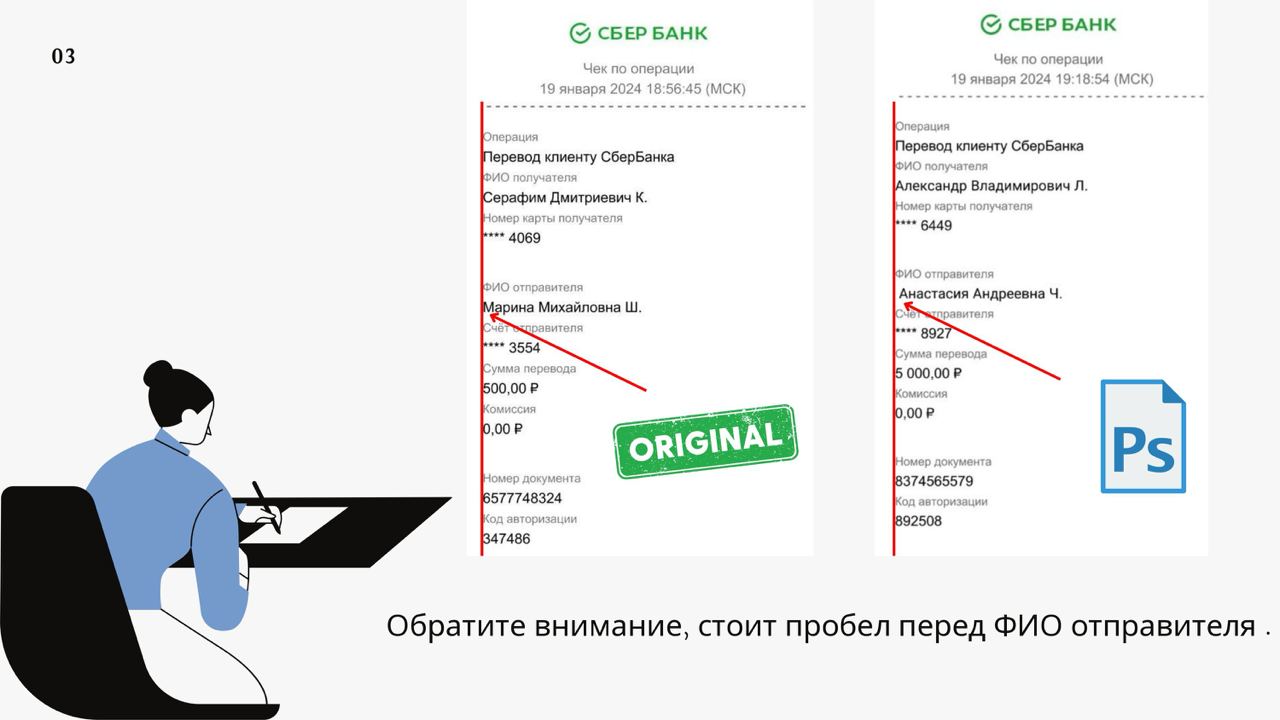 03
СБЕР БАНК
Чек по операции
19 января 2024 18:56:45 (МСК)
Операция
Перевод клиенту СберБанка
ФИО получателя
Серафим Дмитриевич К.
Номер карты получателя
**** 4069
ФИО отправителя
Марина Михайловна Ш.
Счёт отправителя
**** 3554
Сумма перевода
500,00 ₽
Комиссия
0,00 ₽
Номер документа
6577748324
Код авторизации
347486
ORIGINAL
СБЕР БАНК
Чек по операции
19 января 2024 19:18:54 (МСК)
Операция
Перевод клиенту СберБанка
ФИО получателя
Александр Владимирович Л.
Номер карты получателя
**** 6449
ФИО отправителя
Анастасия Андреевна Ч.
Счёт отправителя
**** 8927
Сумма перевода
5 000,00 ₽
Комиссия
0,00 ₽
Номер документа
8374565579
Код авторизации
892508
Ps
Обратите внимание, стоит пробел перед ФИО отправителя .